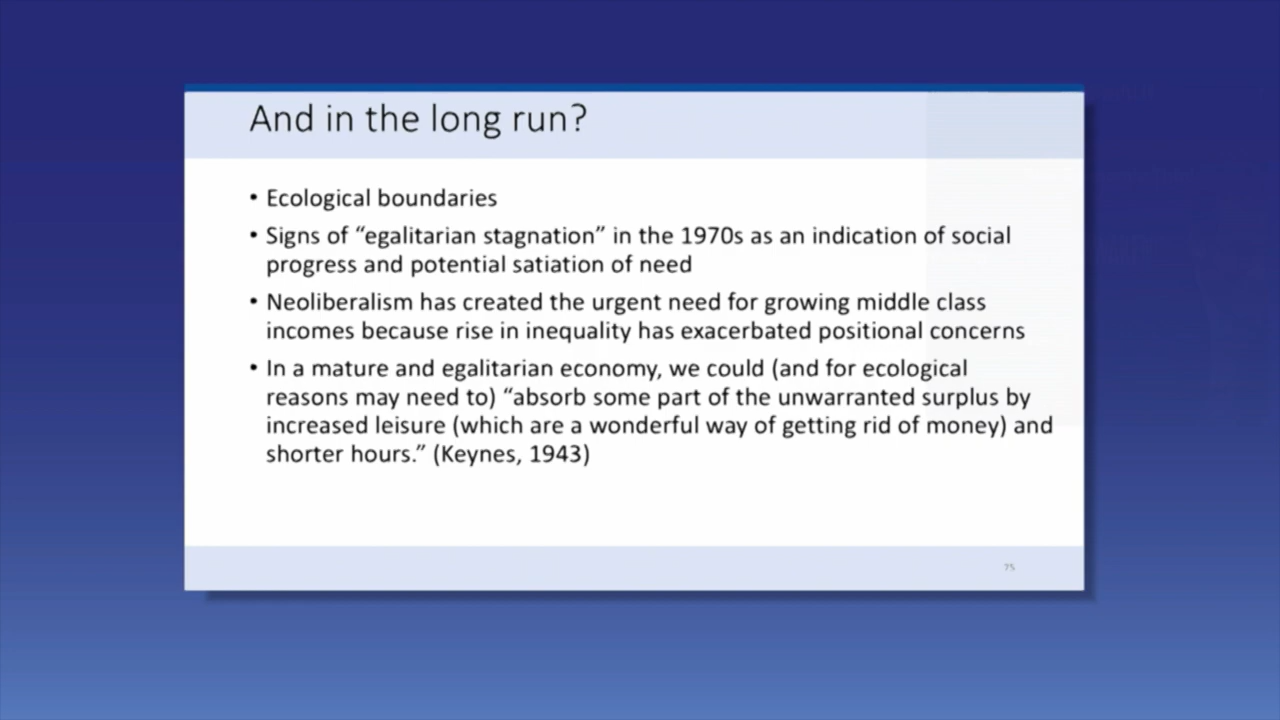 And in the long run?
• Ecological boundaries
• Signs of “egalitarian stagnation” in the 1970s as an indication of social
progress and potential satiation of need
• Neoliberalism has created the urgent need for growing middle class
incomes because rise in inequality has exacerbated positional concerns
• In a mature and egalitarian economy, we could (and for ecological
reasons may need to) “absorb some part of the unwarranted surplus by
increased leisure (which are a wonderful way of getting rid of money) and
shorter hours.” (Keynes, 1943)
75